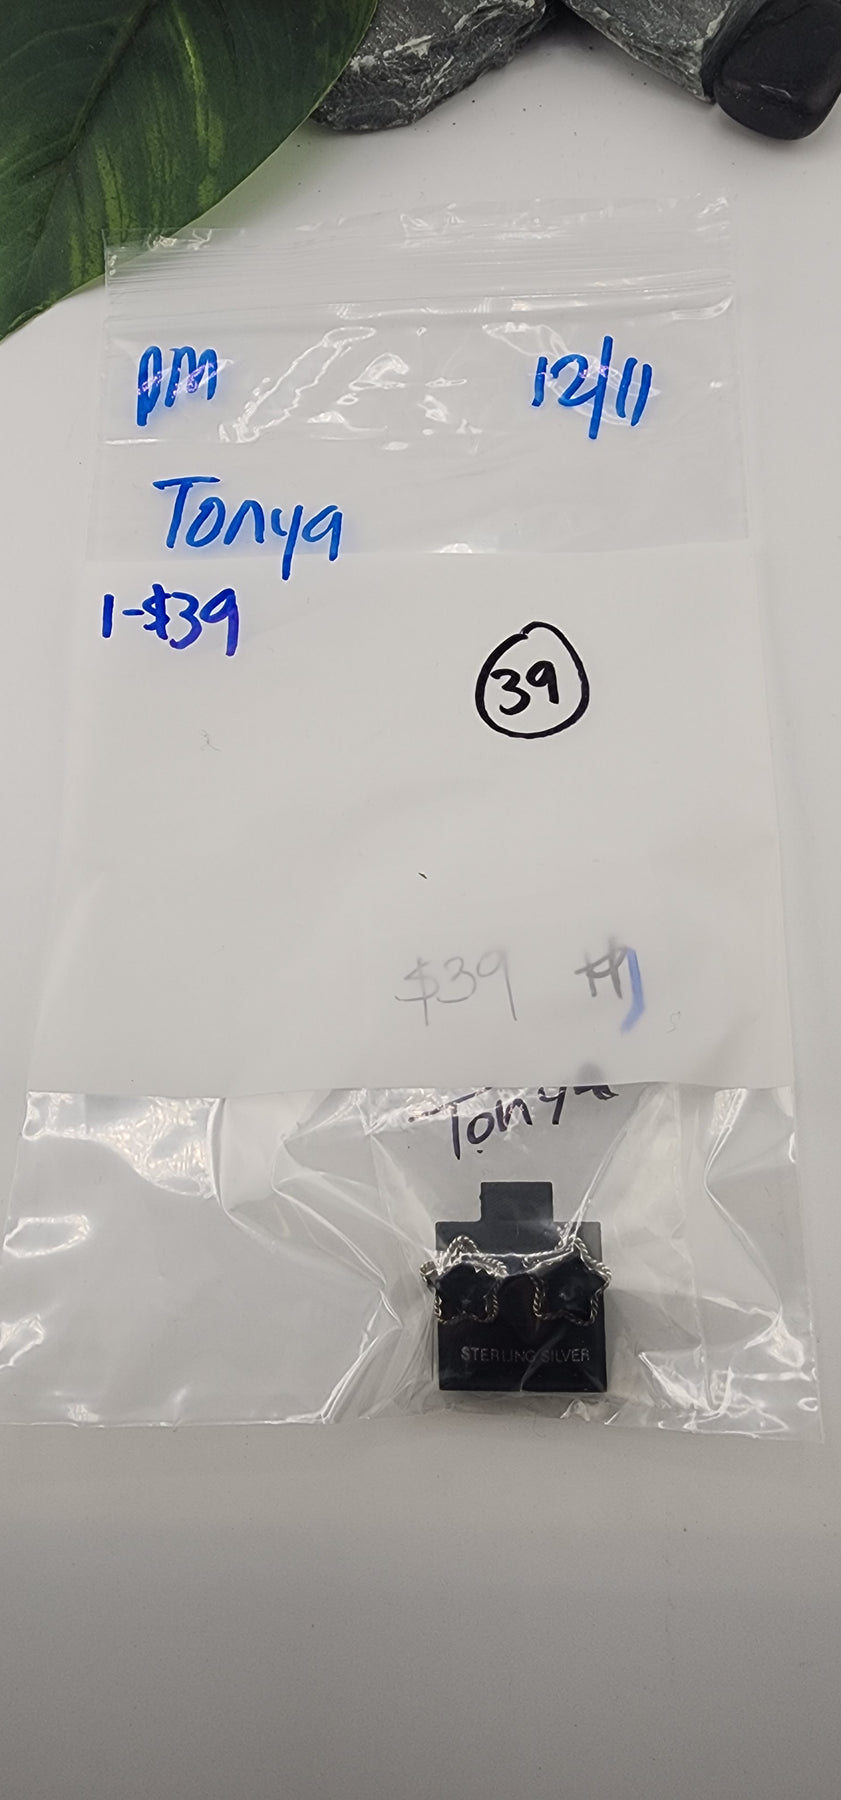 PM 12/11
Tonya
1-$39
39
$39 #1
Tonya
STERLING SILVER